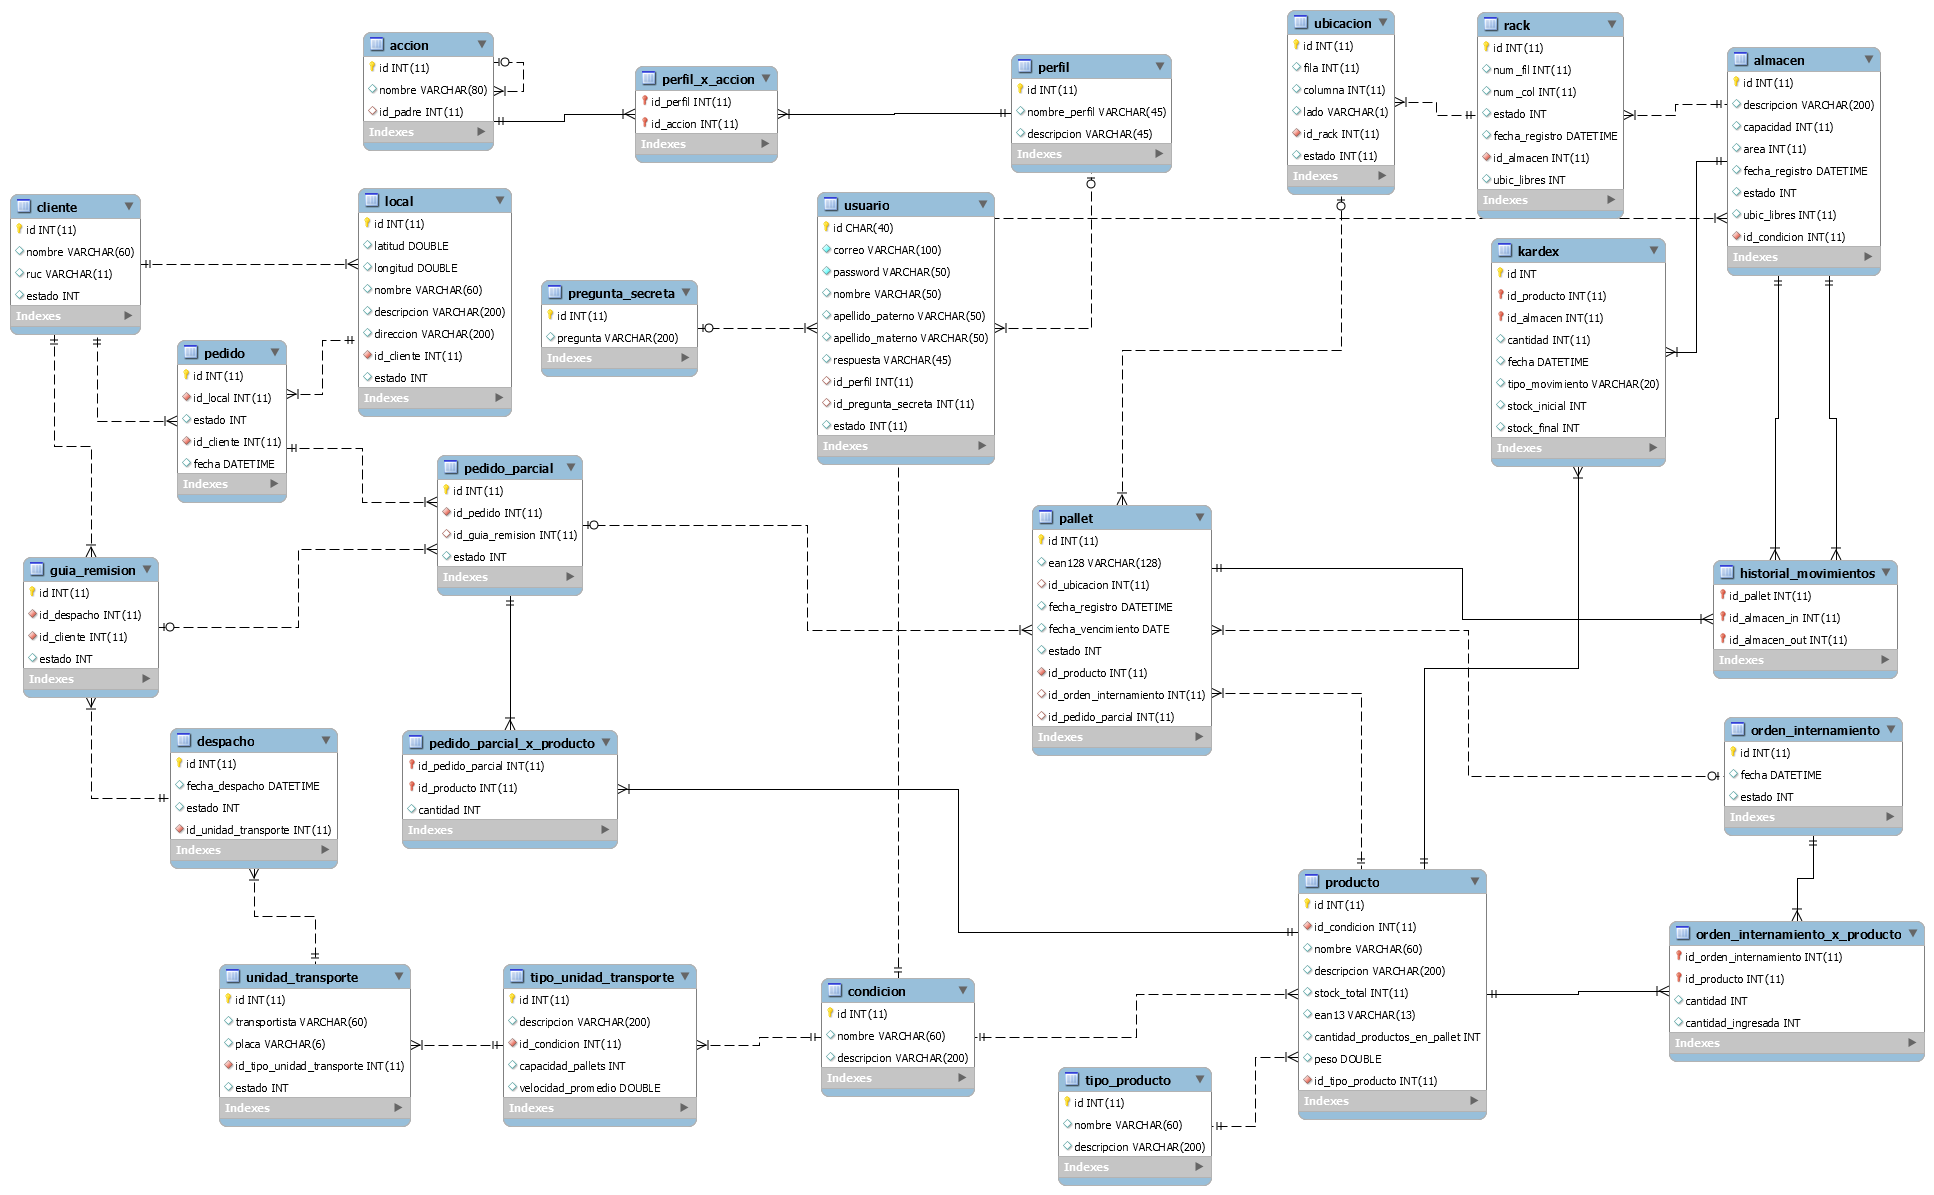 accion
id INT(11)
nombre VARCHAR(80)
id_padre INT(11)
Indexes
perfil_x_accion
id_perfil INT(11)
id_accion INT(11)
Indexes
perfil
id INT(11)
nombre_perfil VARCHAR(45)
descripcion VARCHAR(45)
Indexes
ubicacion
id INT(11)
fila INT(11)
columna INT(11)
lado VARCHAR(1)
id_rack INT(11)
estado INT(11)
Indexes
rack
id INT(11)
num_fil INT(11)
num_col INT(11)
estado INT
fecha_registro DATETIME
id_almacen INT(11)
ubic_libres INT
Indexes
almacen
id INT(11)
descripcion VARCHAR(200)
capacidad INT(11)
area INT(11)
fecha_registro DATETIME
estado INT
ubic_libres INT(11)
id_condicion INT(11)
Indexes
cliente
id INT(11)
nombre VARCHAR(60)
ruc VARCHAR(11)
estado INT
Indexes
local
id INT(11)
latitud DOUBLE
longitud DOUBLE
nombre VARCHAR(60)
descripcion VARCHAR(200)
direccion VARCHAR(200)
id_cliente INT(11)
estado INT
Indexes
usuario
id CHAR(40)
correo VARCHAR(100)
password VARCHAR(50)
nombre VARCHAR(50)
apellido_paterno VARCHAR(50)
apellido_materno VARCHAR(50)
respuesta VARCHAR(45)
id_perfil INT(11)
id_pregunta_secreta INT(11)
estado INT(11)
Indexes
pregunta_secreta
id INT(11)
pregunta VARCHAR(200)
Indexes
kardex
id INT
id_producto INT(11)
id_almacen INT(11)
cantidad INT(11)
fecha DATETIME
tipo_movimiento VARCHAR(20)
stock_inicial INT
stock_final INT
Indexes
pedido
id INT(11)
id_local INT(11)
estado INT
id_cliente INT(11)
fecha DATETIME
Indexes
pedido_parcial
id INT(11)
id_pedido INT(11)
id_guia_remision INT(11)
estado INT
Indexes
pallet
id INT(11)
ean128 VARCHAR(128)
id_ubicacion INT(11)
fecha_registro DATETIME
fecha_vencimiento DATE
estado INT
id_producto INT(11)
id_orden_internamiento INT(11)
id_pedido_parcial INT(11)
Indexes
guia_remision
id INT(11)
id_despacho INT(11)
id_cliente INT(11)
estado INT
Indexes
historial_movimientos
id_pallet INT(11)
id_almacen_in INT(11)
id_almacen_out INT(11)
Indexes
despacho
id INT(11)
fecha_despacho DATETIME
estado INT
id_unidad_transporte INT(11)
Indexes
pedido_parcial_x_producto
id_pedido_parcial INT(11)
id_producto INT(11)
cantidad INT
Indexes
orden_internamiento
id INT(11)
fecha DATETIME
estado INT
Indexes
producto
id INT(11)
id_condicion INT(11)
nombre VARCHAR(60)
descripcion VARCHAR(200)
stock_total INT(11)
ean13 VARCHAR(13)
cantidad_productos_en_pallet INT
peso DOUBLE
id_tipo_producto INT(11)
Indexes
orden_internamiento_x_producto
id_orden_internamiento INT(11)
id_producto INT(11)
cantidad INT
cantidad_ingresada INT
Indexes
unidad_transporte
id INT(11)
transportista VARCHAR(60)
placa VARCHAR(6)
id_tipo_unidad_transporte INT(11)
estado INT
Indexes
tipo_unidad_transporte
id INT(11)
descripcion VARCHAR(200)
id_condicion INT(11)
capacidad_pallets INT
velocidad_promedio DOUBLE
Indexes
condicion
id INT(11)
nombre VARCHAR(60)
descripcion VARCHAR(200)
Indexes
tipo_producto
id INT(11)
nombre VARCHAR(60)
descripcion VARCHAR(200)
Indexes